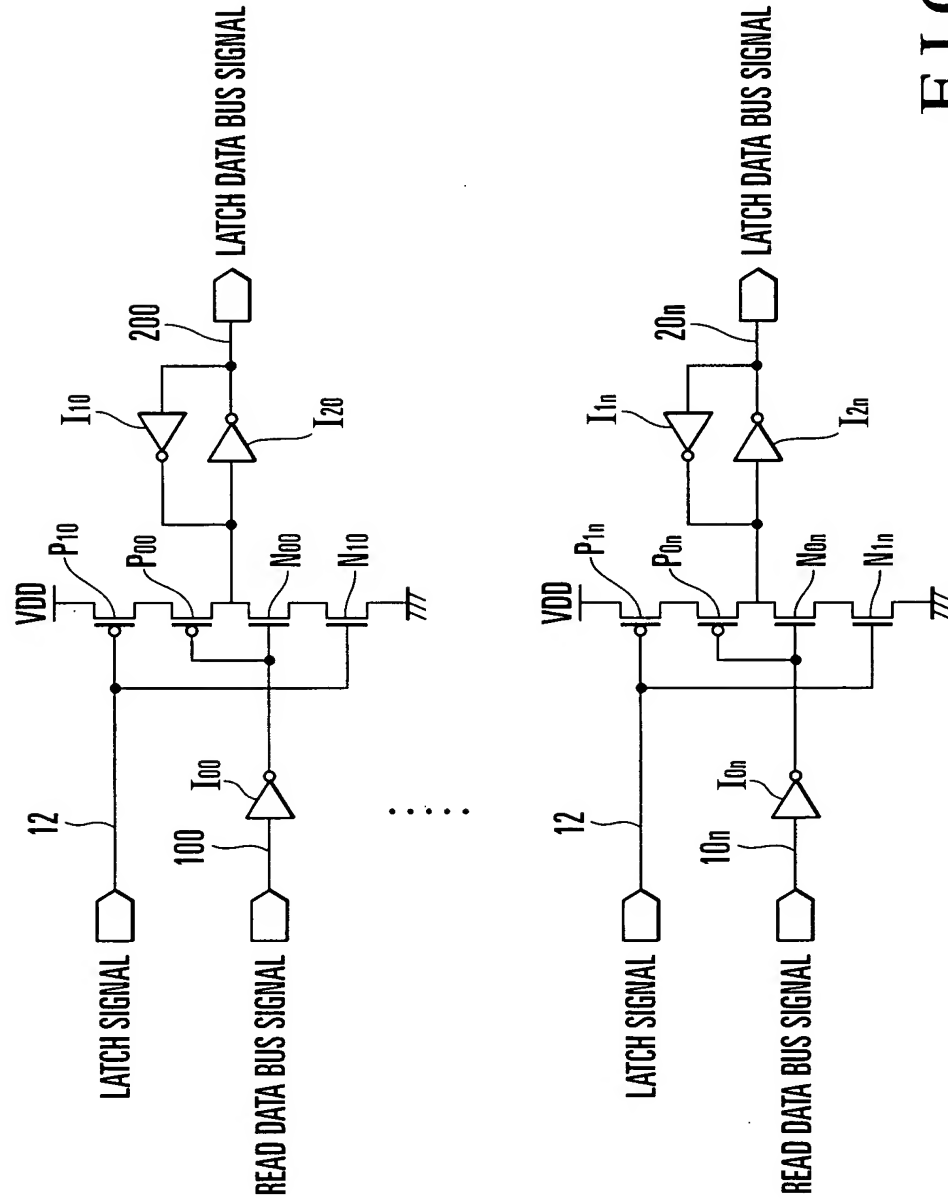 VDD
P10
P00
N00
N10
I10
I20
200
LATCH DATA BUS SIGNAL
12
LATCH SIGNAL
I00
100
READ DATA BUS SIGNAL
VDD
P1n
P0n
N0n
N1n
I1n
I2n
20n
LATCH DATA BUS SIGNAL
12
LATCH SIGNAL
I0n
10n
READ DATA BUS SIGNAL